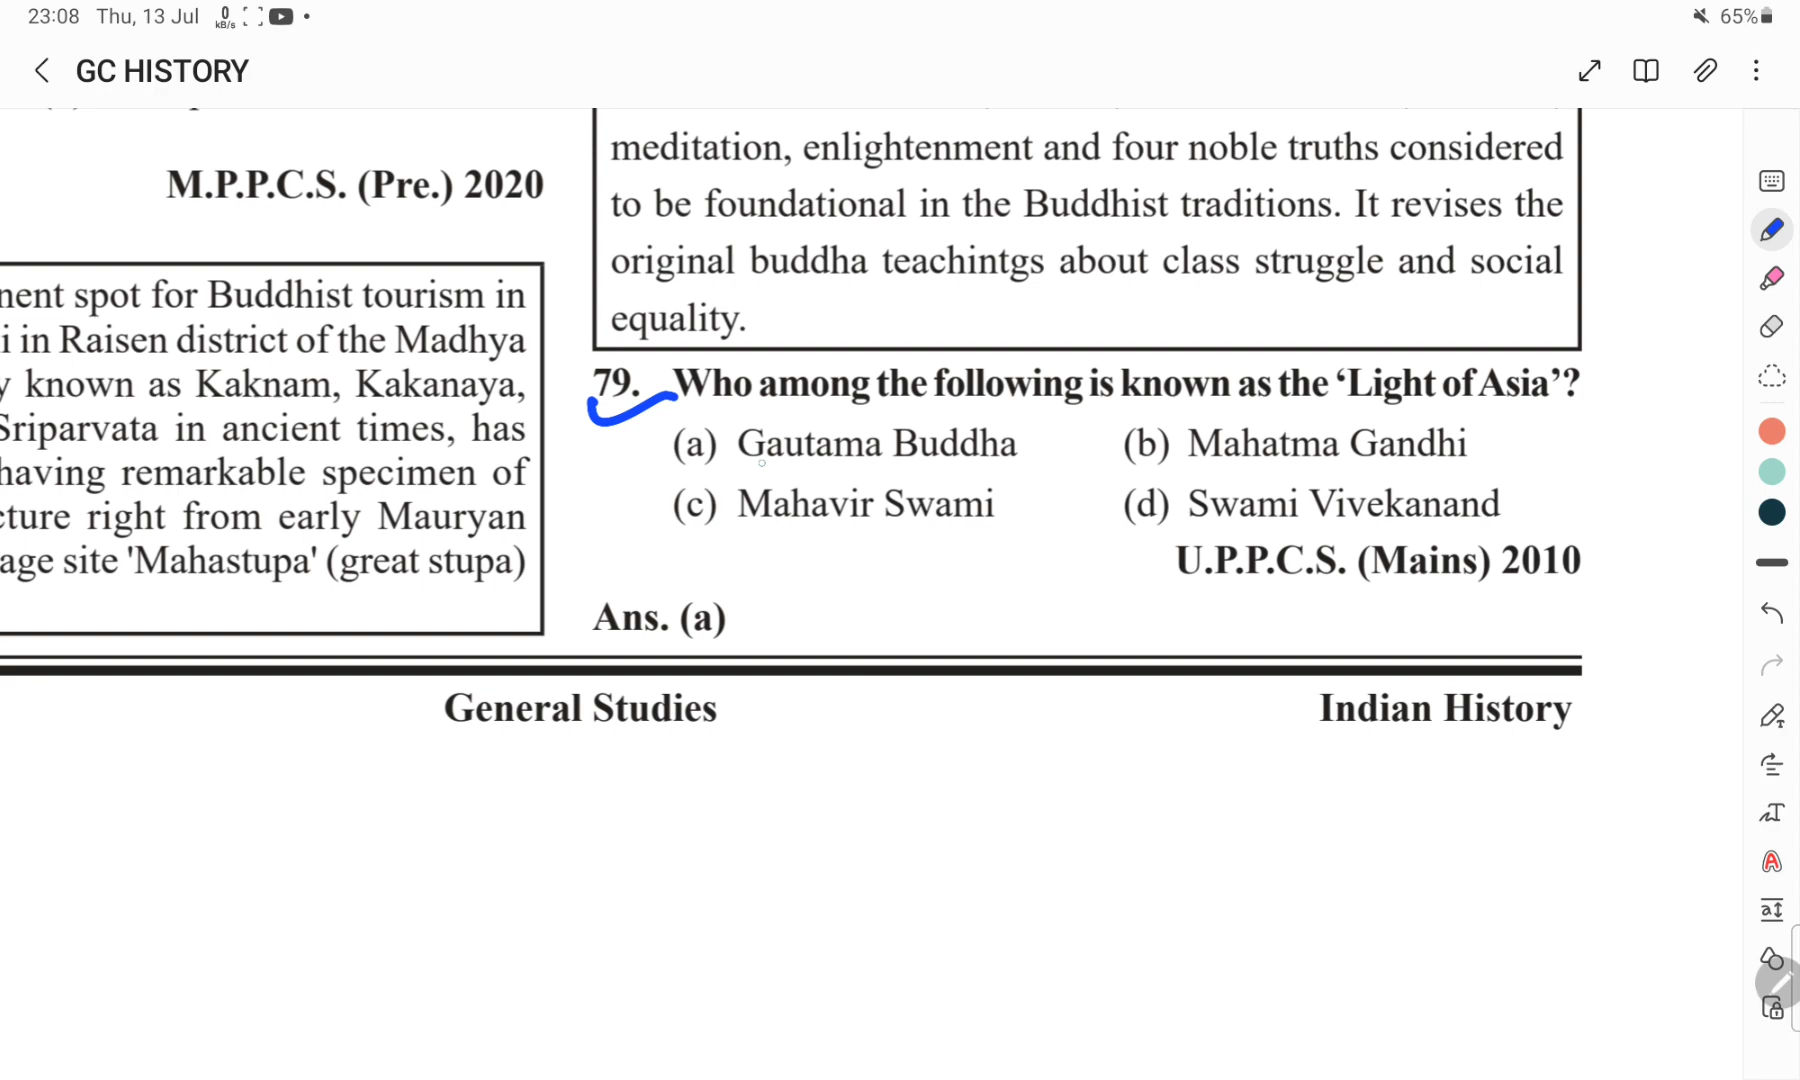 23:08 Thu, 13 Jul 0 kB/s 65%
GC HISTORY
M.P.P.C.S. (Pre.) 2020
nent spot for Buddhist tourism in
i in Raisen district of the Madhya
y known as Kaknam, Kakanaya,
Sriparvata in ancient times, has
having remarkable specimen of
cture right from early Mauryan
age site 'Mahastupa' (great stupa)
meditation, enlightenment and four noble truths considered
to be foundational in the Buddhist traditions. It revises the
original buddha teachintgs about class struggle and social
equality.
79. Who among the following is known as the ‘Light of Asia’?
(a) Gautama Buddha (b) Mahatma Gandhi
(c) Mahavir Swami (d) Swami Vivekanand
U.P.P.C.S. (Mains) 2010
Ans. (a)
General Studies Indian History